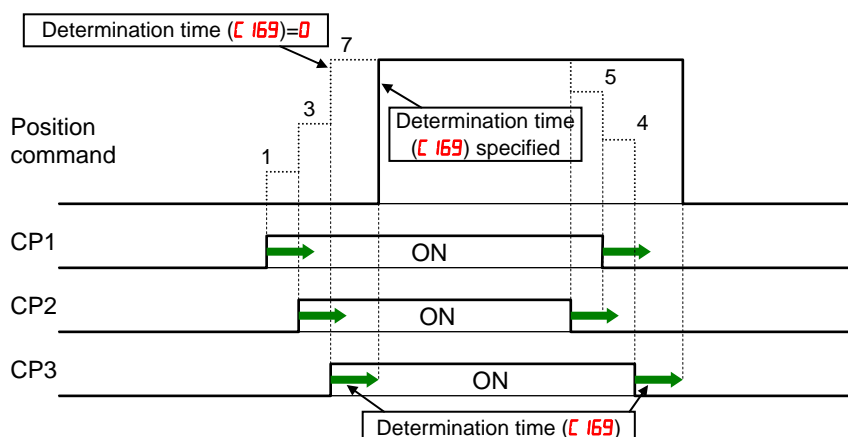 Determination time (C169)=0
7
5
3
4
Position
command
Determination time
(C169) specified
1
CP1
ON
CP2
ON
CP3
ON
Determination time (C169)